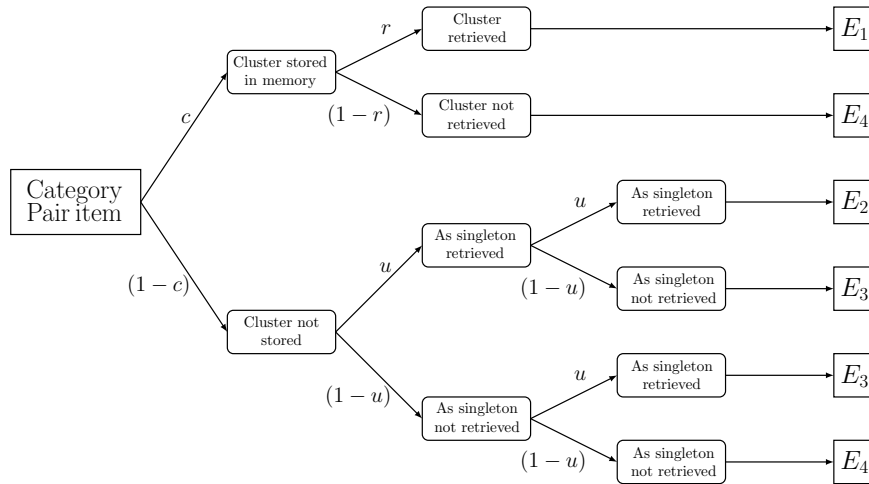 r
Cluster
retrieved
E1
Cluster stored
in memory
c
(1 − r)
Cluster not
retrieved
E4
Category
Pair item
u
As singleton
retrieved
E2
As singleton
retrieved
u
(1 − u)
As singleton
not retrieved
E3
(1 − c)
Cluster not
stored
u
As singleton
retrieved
E3
(1 − u)
As singleton
not retrieved
(1 − u)
As singleton
not retrieved
E4